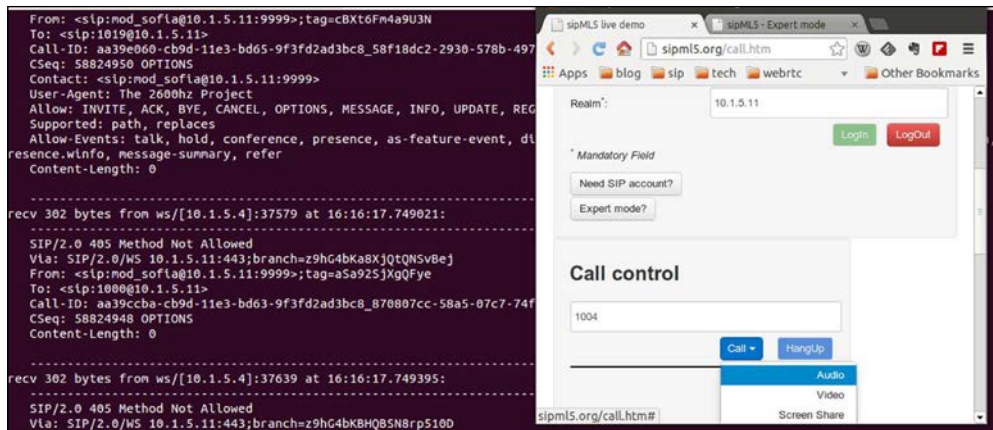 From: <sip:mod_sofia@10.1.5.11:9999>;tag=cBXt6Fm4a9U3N
To: <sip:1019@10.1.5.11>
Call-ID: aa39e060-cb9d-11e3-bd65-9f3fd2ad3bc8_58f18dc2-2930-578b-497
CSeq: 58824950 OPTIONS
Contact: <sip:mod_sofia@10.1.5.11:9999>
User-Agent: The 2600hz Project
Allow: INVITE, ACK, BYE, CANCEL, OPTIONS, MESSAGE, INFO, UPDATE, REG
Supported: path, replaces
Allow-Events: talk, hold, conference, presence, as-feature-event, di
resence.winfo, message-summary, refer
Content-Length: 0
------------------------------------------------------------------------
recv 302 bytes from ws/[10.1.5.4]:37579 at 16:16:17.749021:
------------------------------------------------------------------------
SIP/2.0 405 Method Not Allowed
Via: SIP/2.0/WS 10.1.5.11:443;branch=z9hG4bKa8XjQtQNSvBej
From: <sip:mod_sofia@10.1.5.11:9999>;tag=aSa92SjXgQFye
To: <sip:1000@10.1.5.11>
Call-ID: aa39ccba-cb9d-11e3-bd63-9f3fd2ad3bc8_870807cc-58a5-07c7-74f
CSeq: 58824948 OPTIONS
Content-Length: 0
------------------------------------------------------------------------
recv 302 bytes from ws/[10.1.5.4]:37639 at 16:16:17.749395:
------------------------------------------------------------------------
SIP/2.0 405 Method Not Allowed
Via: SIP/2.0/WS 10.1.5.11:443;branch=z9hG4bKBHQBSN8rp510D
sipML5 live demo
sipML5 - Expert mode
sipml5.org/call.htm
Apps blog sip tech webrtc Other Bookmarks
Realm*: 10.1.5.11
LogIn LogOut
* Mandatory Field
Need SIP account?
Expert mode?
Call control
1004
Call HangUp
Audio
Video
Screen Share
sipml5.org/call.htm#